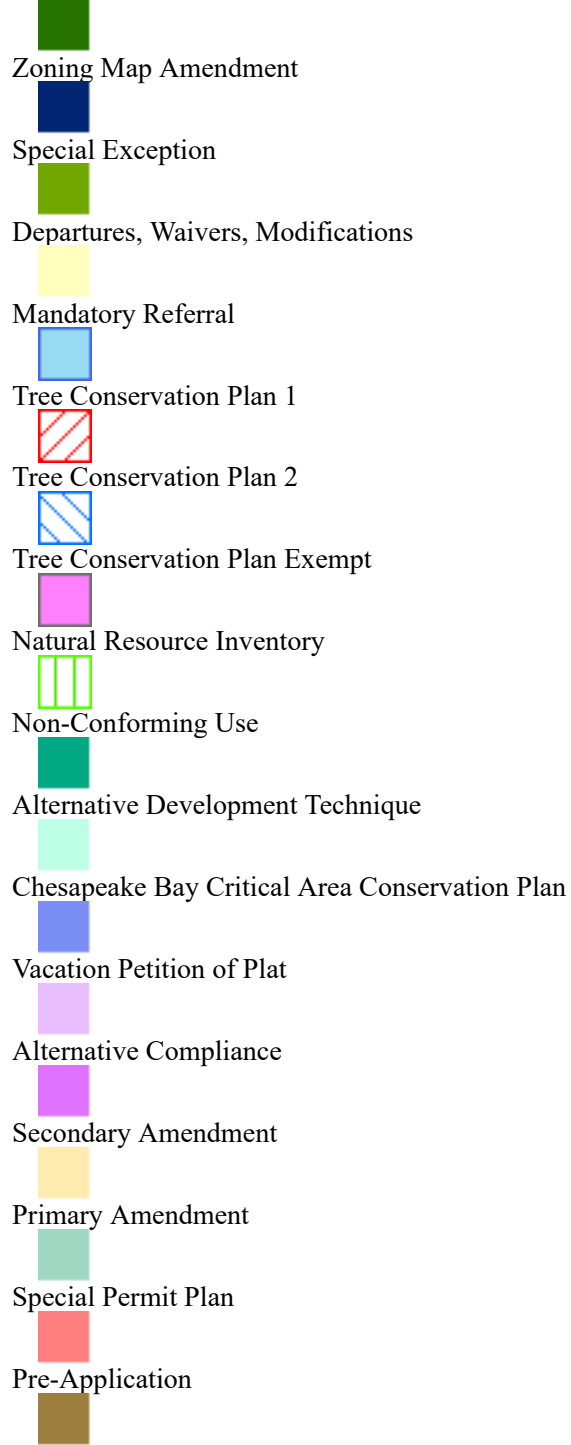 Zoning Map Amendment
Special Exception
Departures, Waivers, Modifications
Mandatory Referral
Tree Conservation Plan 1
Tree Conservation Plan 2
Tree Conservation Plan Exempt
Natural Resource Inventory
Non-Conforming Use
Alternative Development Technique
Chesapeake Bay Critical Area Conservation Plan
Vacation Petition of Plat
Alternative Compliance
Secondary Amendment
Primary Amendment
Special Permit Plan
Pre-Application